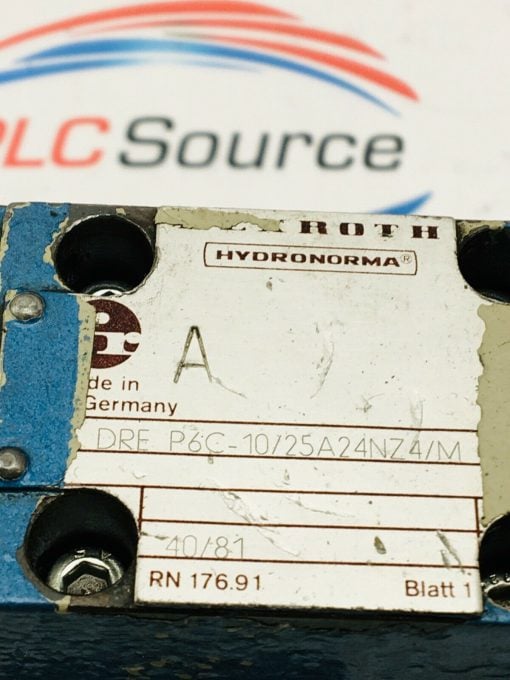 PLC Source
ROTH
HYDRONORMA®
A
de in
Germany
DRE P6C-10/25A24NZ4/M
40/81
RN 176.91 Blatt 1